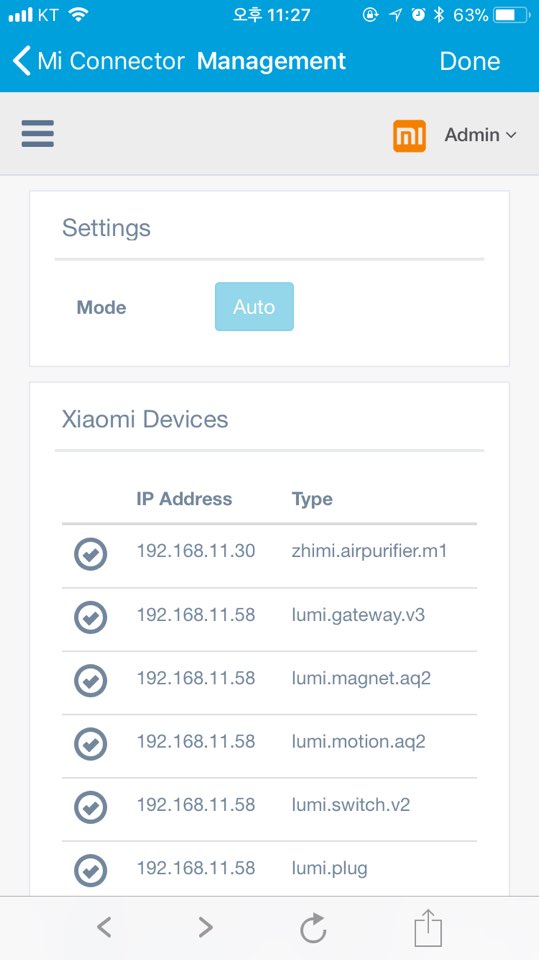 KT 오후 11:27 63%
Mi Connector Management Done
mi Admin
Settings
Mode Auto
Xiaomi Devices
IP Address Type
192.168.11.30 zhimi.airpurifier.m1
192.168.11.58 lumi.gateway.v3
192.168.11.58 lumi.magnet.aq2
192.168.11.58 lumi.motion.aq2
192.168.11.58 lumi.switch.v2
192.168.11.58 lumi.plug